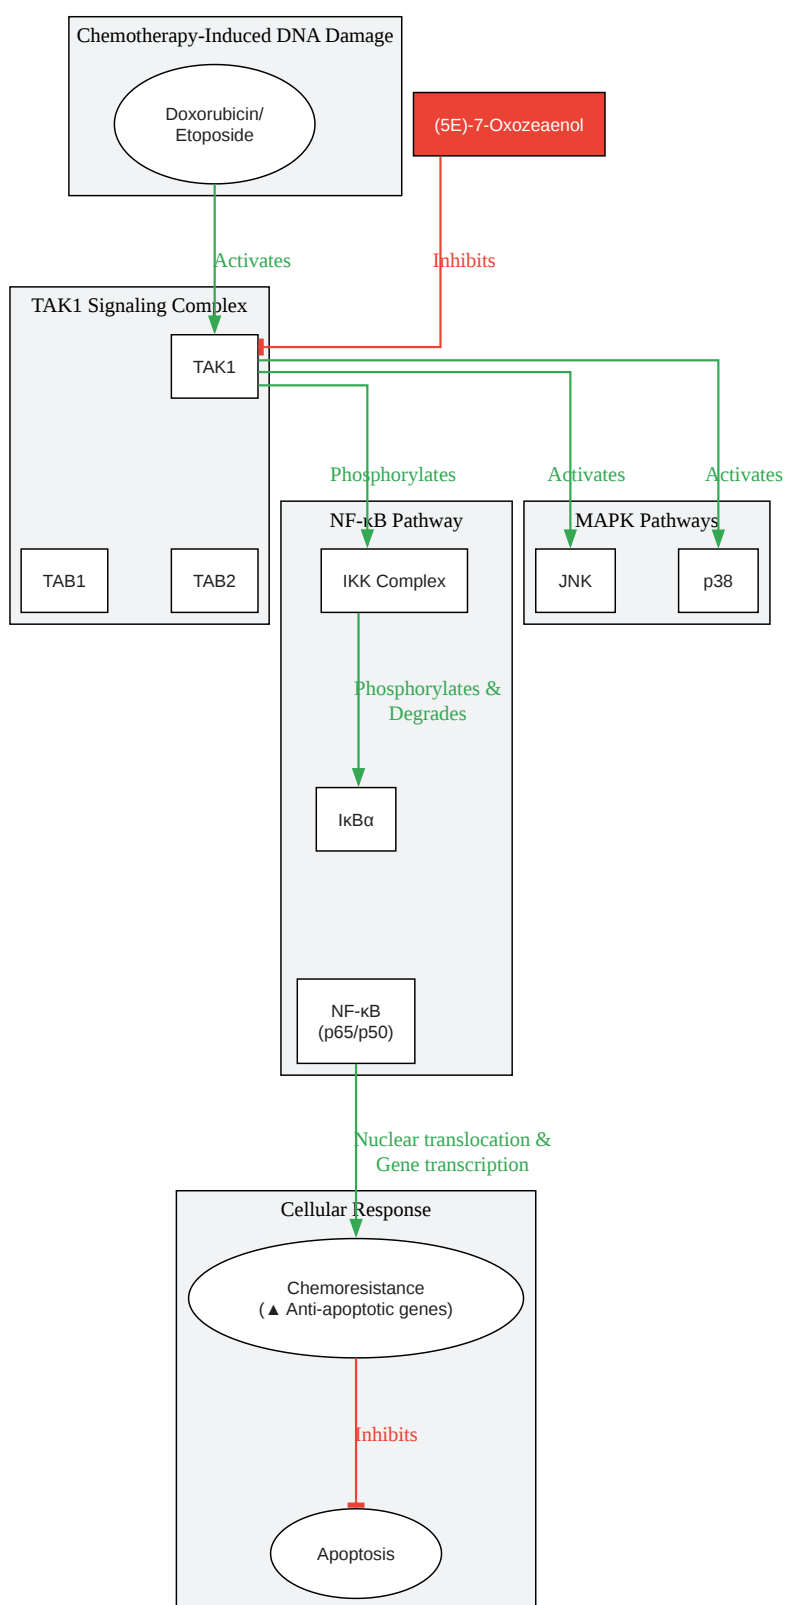 Chemotherapy-Induced DNA Damage
Doxorubicin/
Etoposide
(5E)-7-Oxozeaenol
Activates
Inhibits
TAK1 Signaling Complex
TAK1
Phosphorylates
Activates
Activates
NF-κB Pathway
MAPK Pathways
TAB1
TAB2
IKK Complex
JNK
p38
Phosphorylates &
Degrades
IκBα
NF-κB
(p65/p50)
Nuclear translocation &
Gene transcription
Cellular Response
Chemoresistance
(▲ Anti-apoptotic genes)
Inhibits
Apoptosis